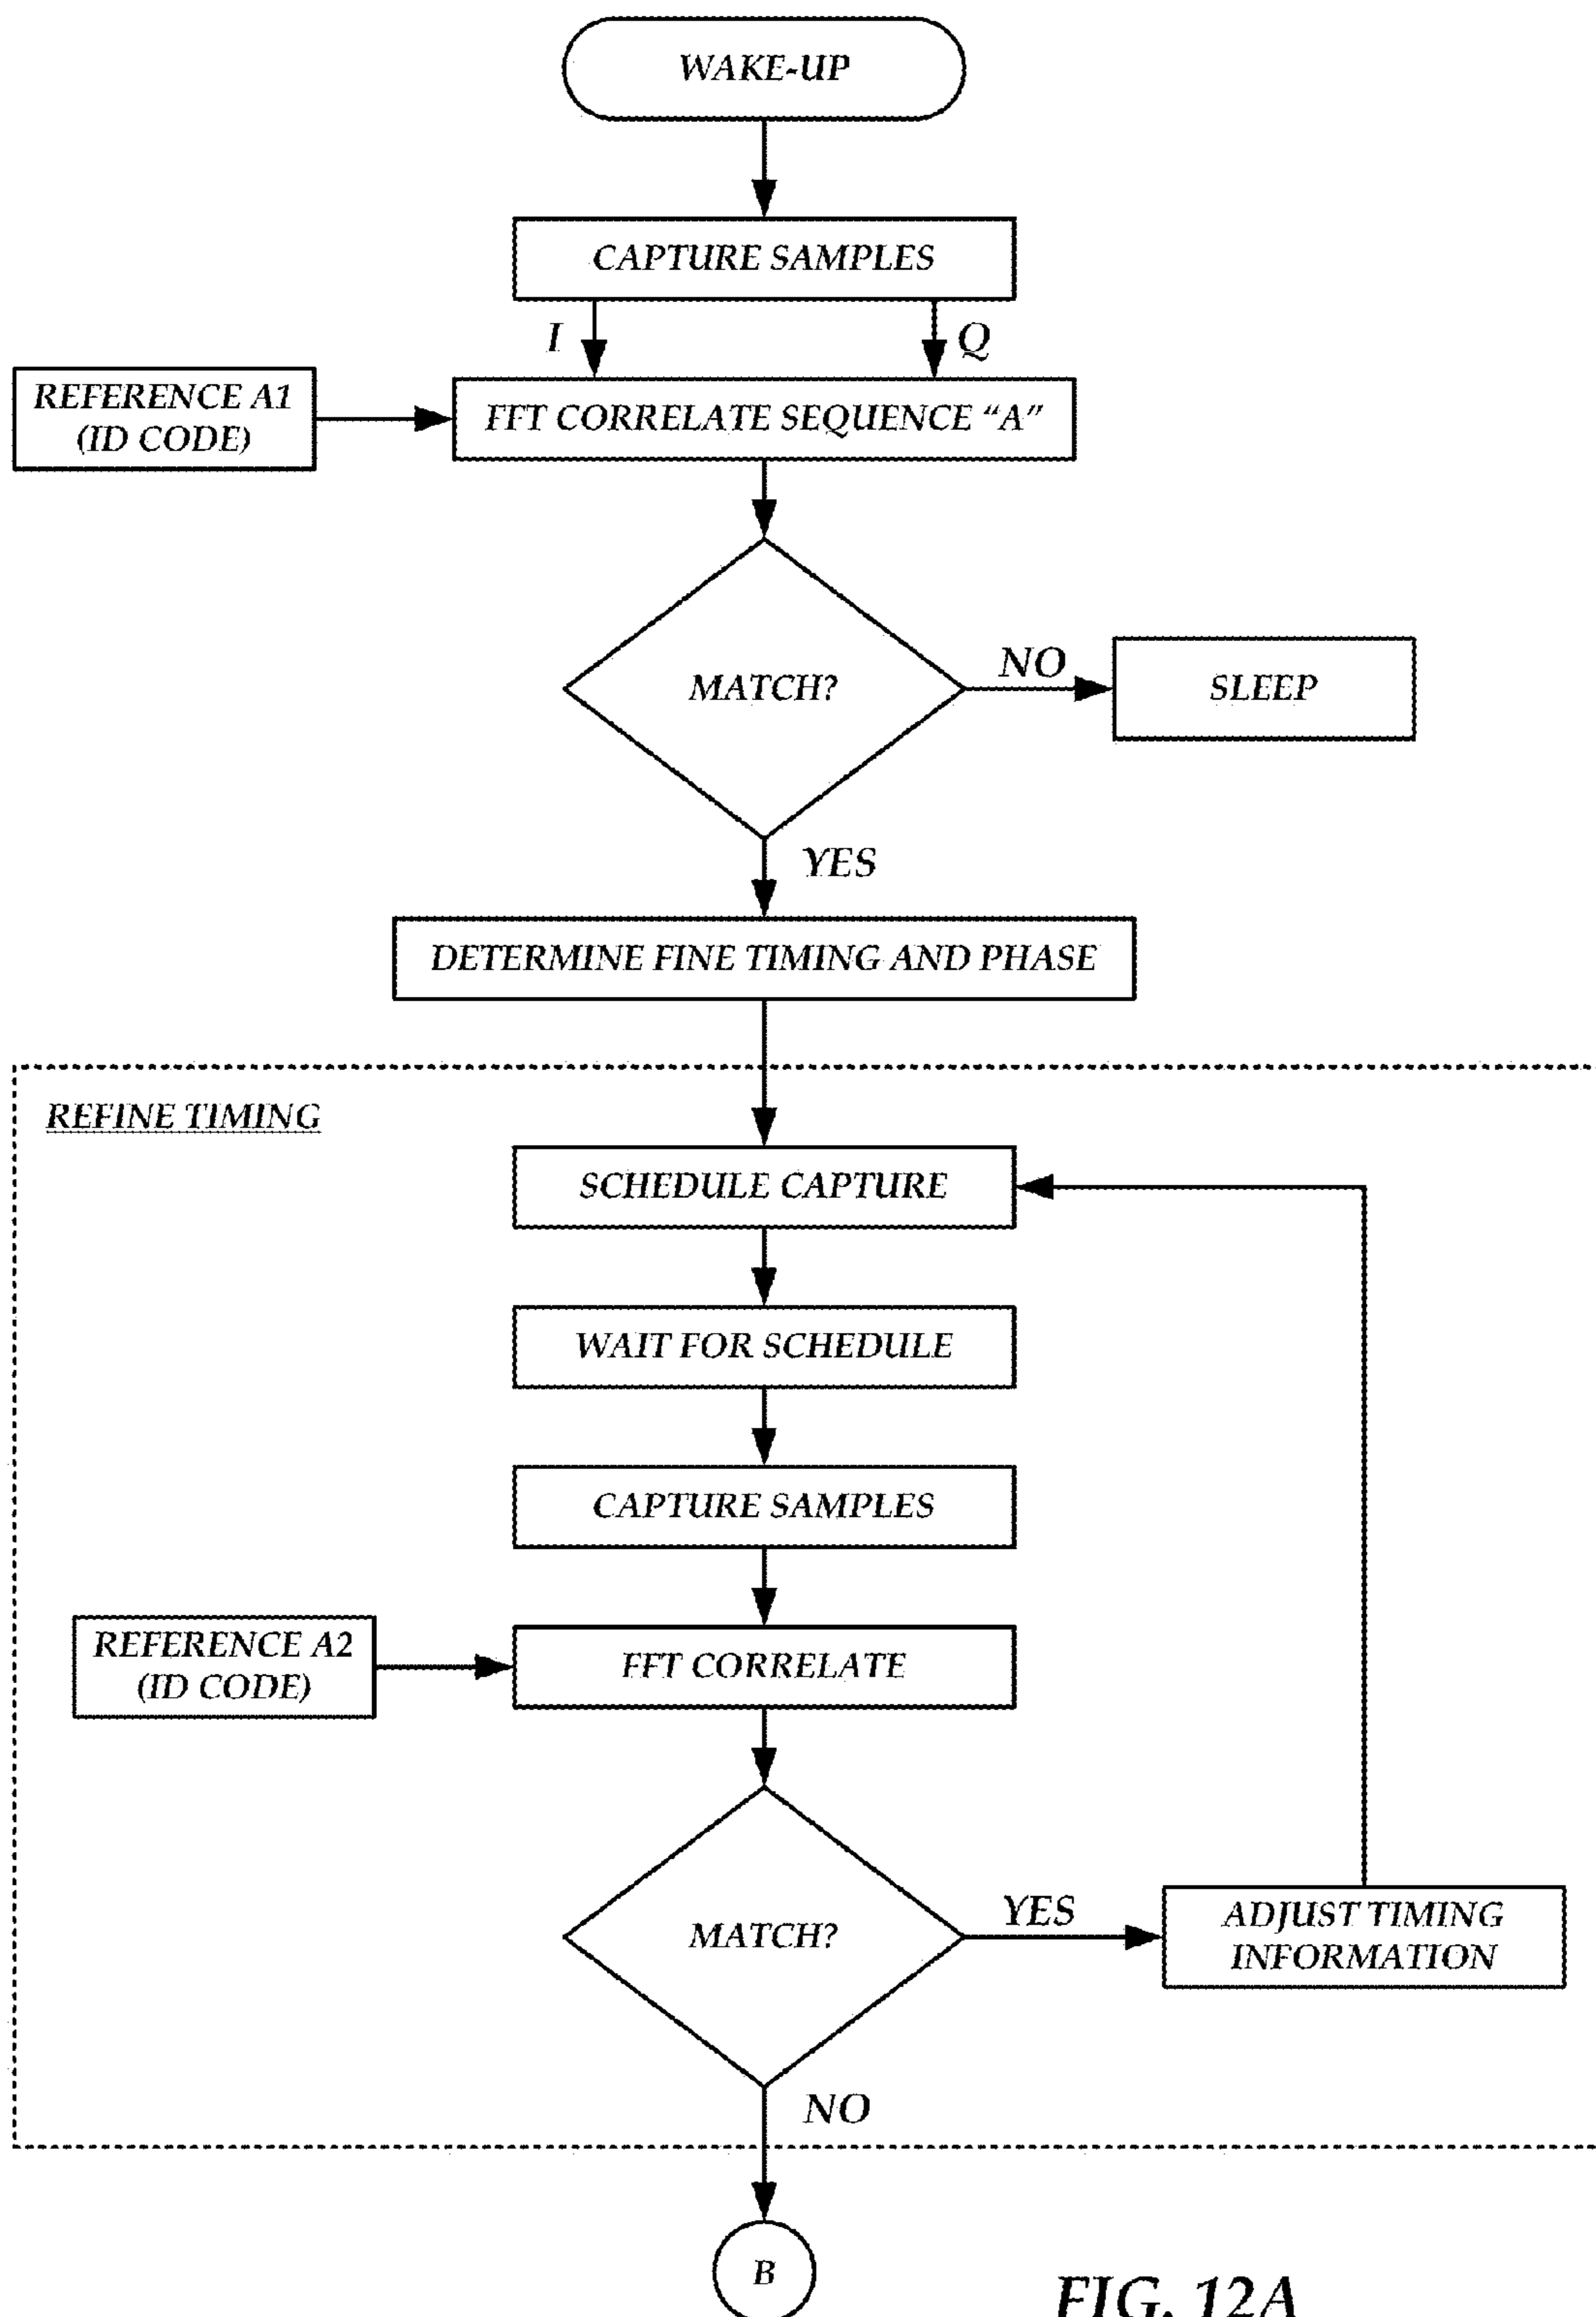 WAKE-UP
CAPTURE SAMPLES
I
Q
REFERENCE A1
(ID CODE)
FFT CORRELATE SEQUENCE “A”
MATCH?
NO
SLEEP
YES
DETERMINE FINE TIMING AND PHASE
REFINE TIMING
SCHEDULE CAPTURE
WAIT FOR SCHEDULE
CAPTURE SAMPLES
REFERENCE A2
(ID CODE)
FFT CORRELATE
MATCH?
YES
ADJUST TIMING
INFORMATION
NO
B
FIG. 12A